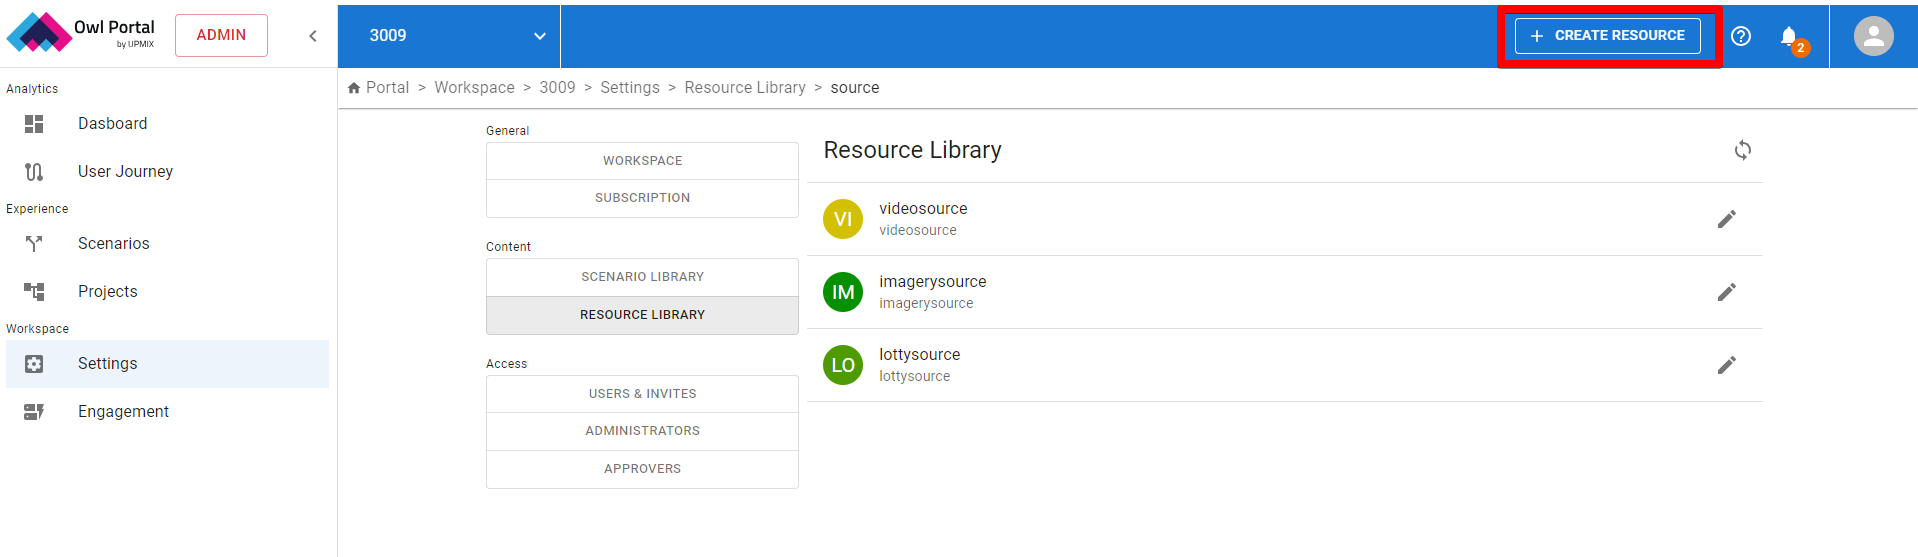 Owl Portal
by UPMIX
ADMIN
3009
CREATE RESOURCE
2
Portal > Workspace > 3009 > Settings > Resource Library > source
Analytics
Dasboard
User Journey
Experience
Scenarios
Projects
Workspace
Settings
Engagement
General
WORKSPACE
SUBSCRIPTION
Content
SCENARIO LIBRARY
RESOURCE LIBRARY
Access
USERS & INVITES
ADMINISTRATORS
APPROVERS
Resource Library
VI
videosource
videosource
IM
imagerysource
imagerysource
LO
lottysource
lottysource